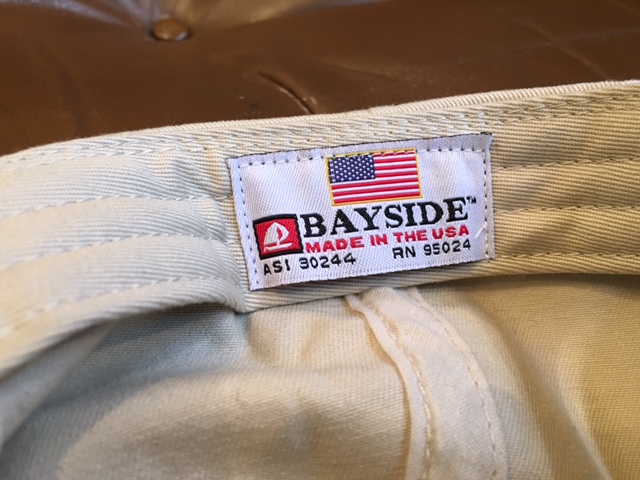 BAYSIDE™
MADE IN THE USA
ASI 30244 RN 95024